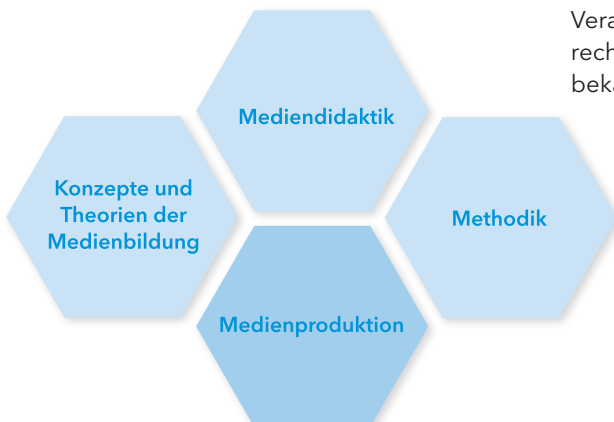 Mediendidaktik
Konzepte und
Theorien der
Medienbildung
Methodik
Medienproduktion